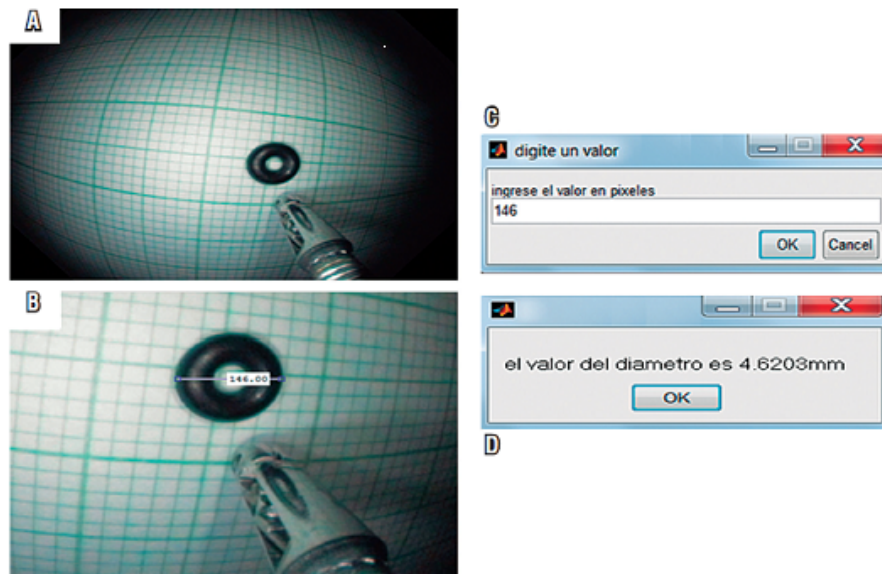 A
B
146.00
C
digite un valor
ingrese el valor en pixeles
146
OK
Cancel
el valor del diametro es 4.6203mm
OK
D